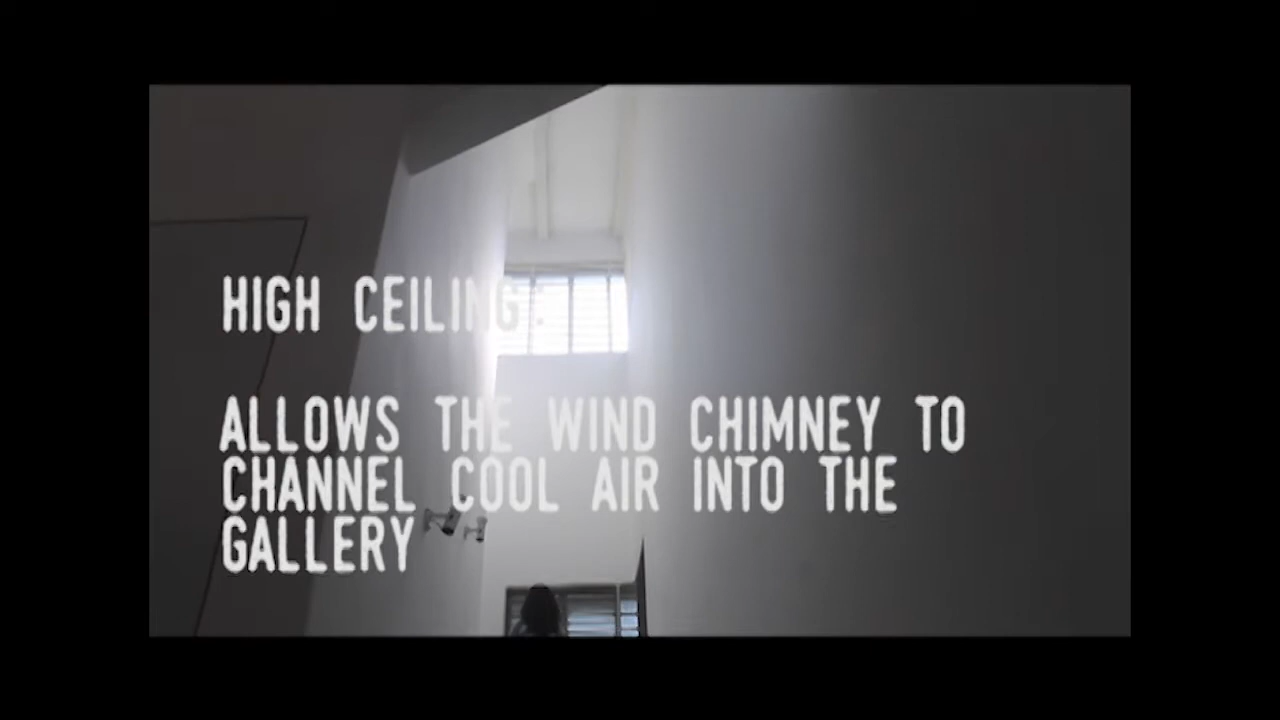 HIGH CEILING:
ALLOWS THE WIND CHIMNEY TO
CHANNEL COOL AIR INTO THE
GALLERY